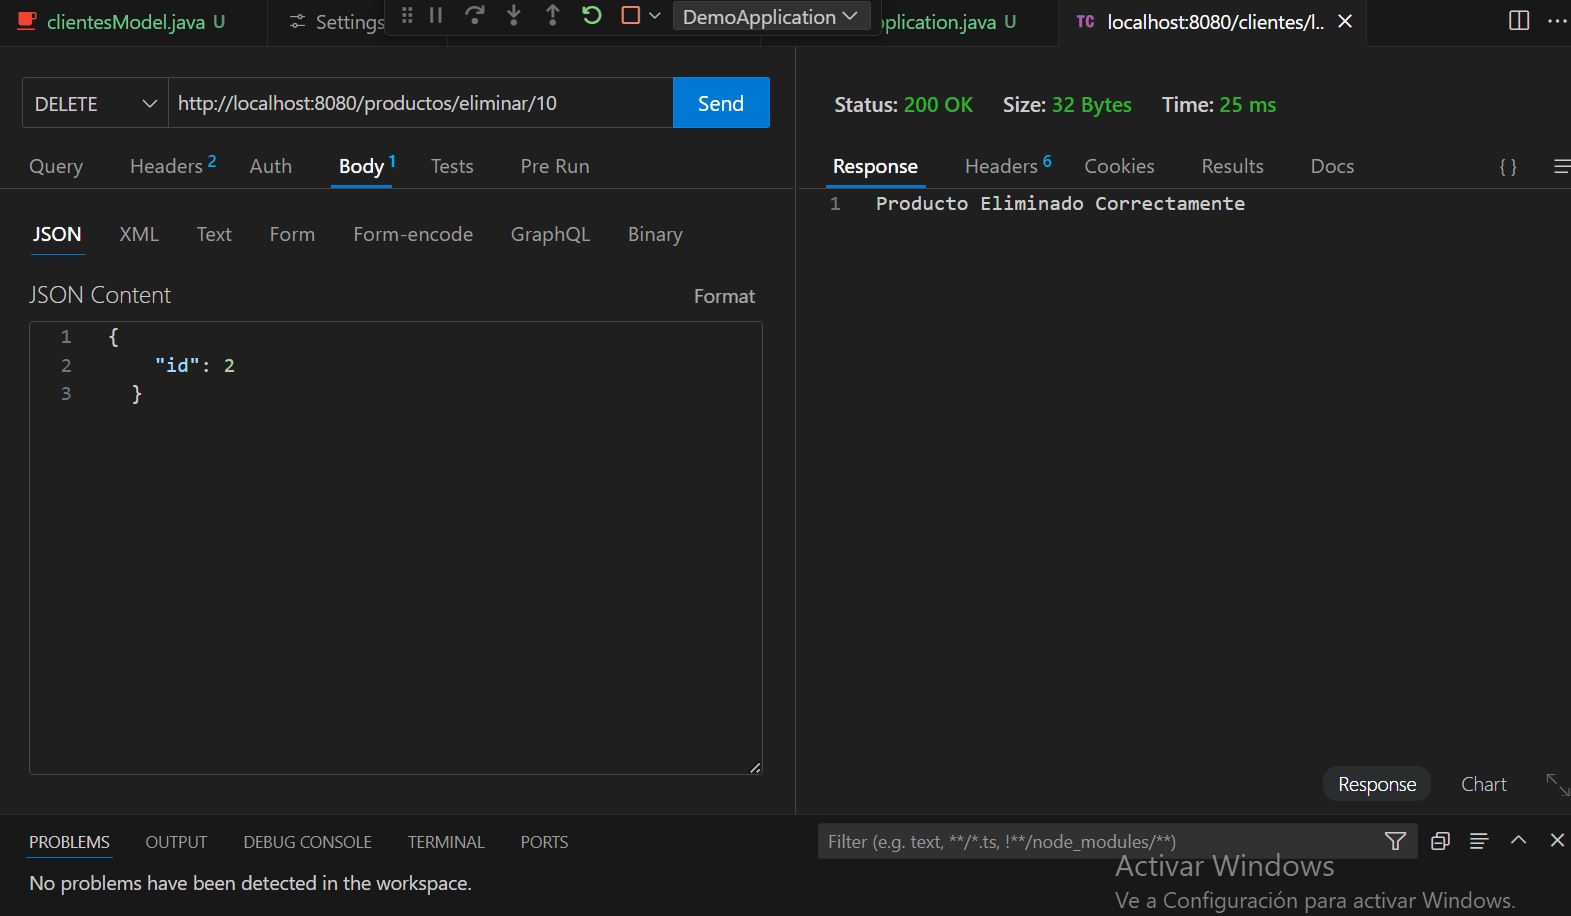 clientesModel.java U
Settings
DemoApplication
plication.java U
TC localhost:8080/clientes/l..
DELETE
http://localhost:8080/productos/eliminar/10
Send
Query
Headers 2
Auth
Body 1
Tests
Pre Run
JSON
XML
Text
Form
Form-encode
GraphQL
Binary
JSON Content
Format
1 {
2 "id": 2
3 }
Status: 200 OK
Size: 32 Bytes
Time: 25 ms
Response
Headers 6
Cookies
Results
Docs
{ }
1 Producto Eliminado Correctamente
Response
Chart
PROBLEMS
OUTPUT
DEBUG CONSOLE
TERMINAL
PORTS
Filter (e.g. text, **/*.ts, !**/node_modules/**)
No problems have been detected in the workspace.
Activar Windows
Ve a Configuración para activar Windows.